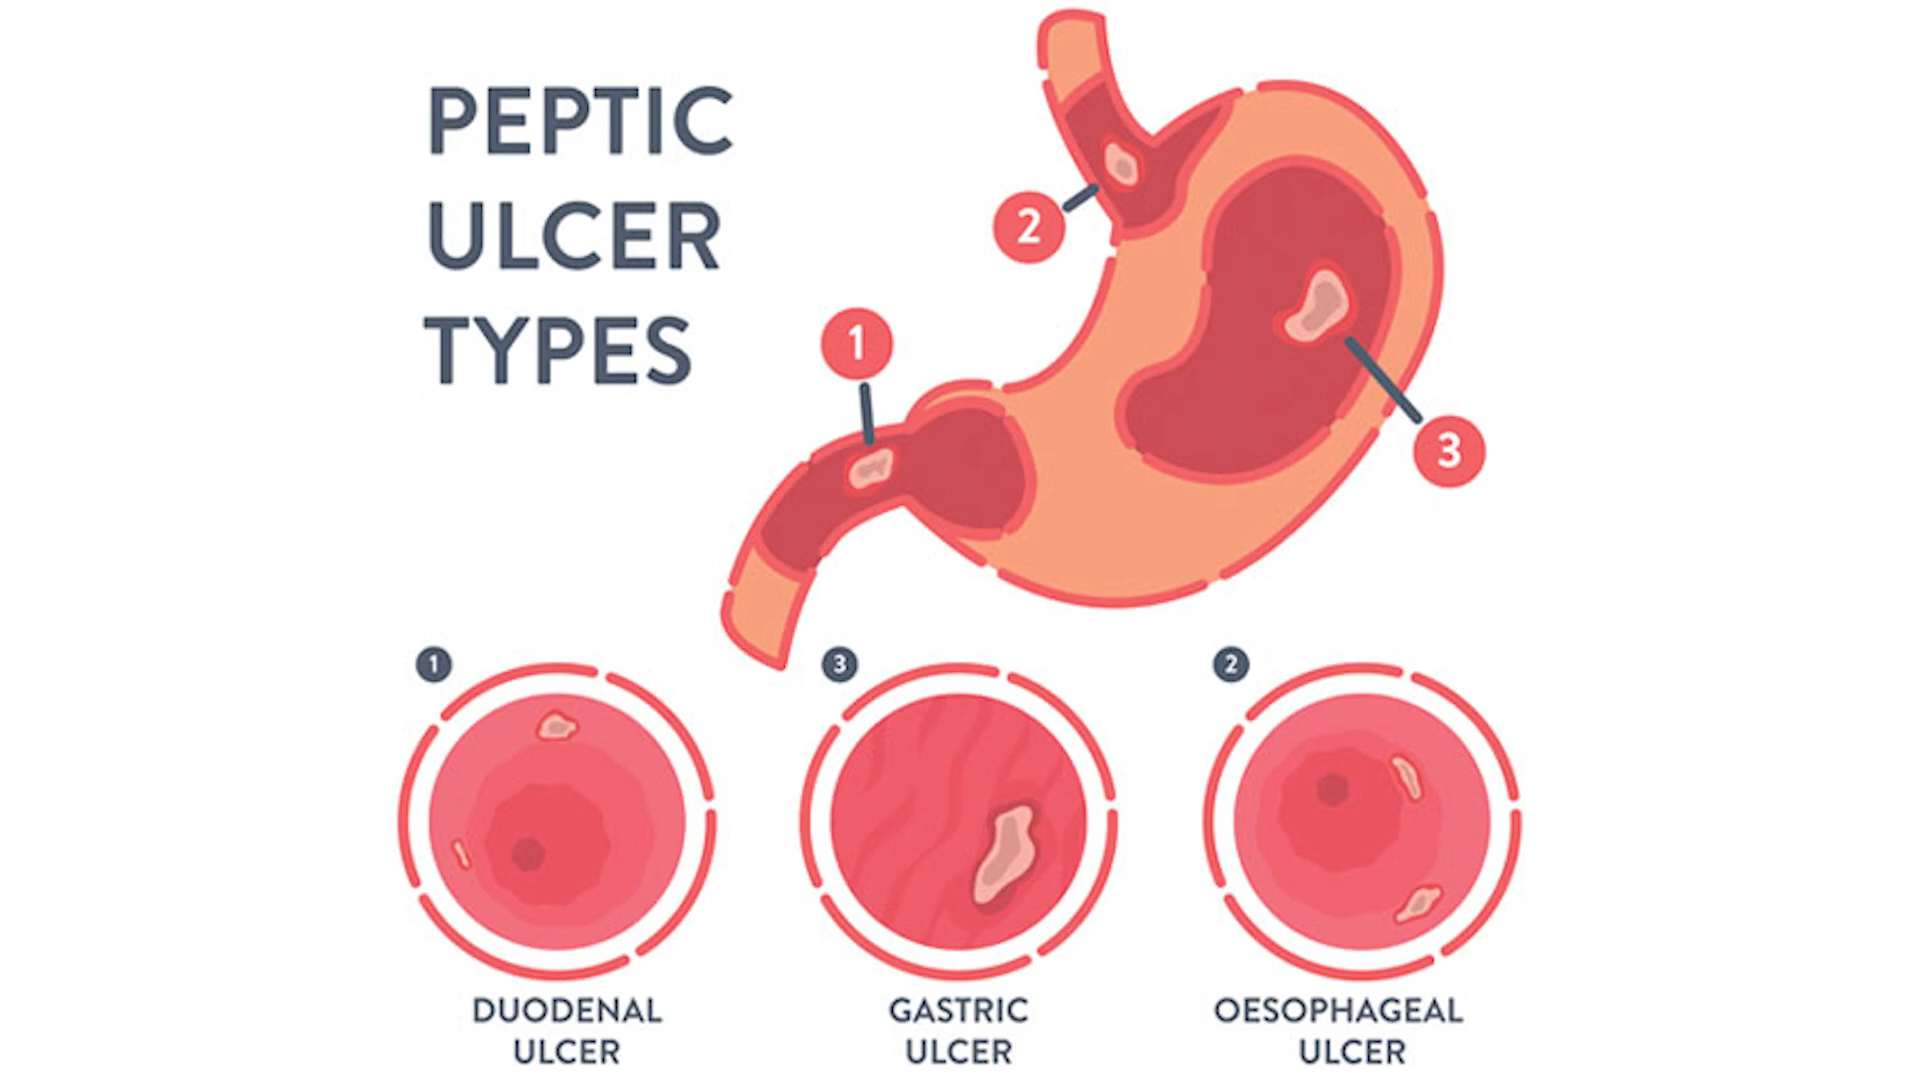 PEPTIC
ULCER
TYPES
2
1
3
1
3
2
DUODENAL
ULCER
GASTRIC
ULCER
OESOPHAGEAL
ULCER